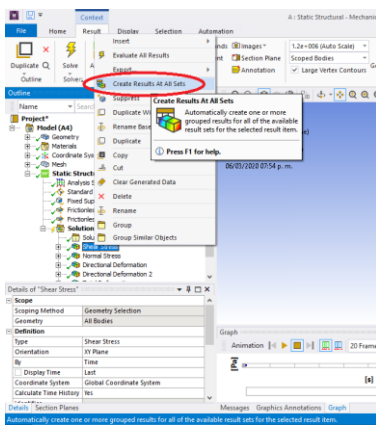 Context
A : Static Structural - Mechanic
File Home Result Display Selection Automation
Duplicate Q Solve
Outline Solve
Insert
Evaluate All Results
Export
Create Results At All Sets
Suppress
Duplicate
Rename Base
Duplicate
Copy
Cut
Clear Generated Data
Delete
Rename
Group
Group Similar Objects
Images
Section Plane
Annotation
1.2e+006 (Auto Scale)
Scoped Bodies
Large Vertex Contours
Create Results At All Sets
Automatically create one or more grouped results for all of the available result sets for the selected result item.
Press F1 for help.
06/03/2020 07:54 p. m.
Outline
Name
Project*
Model (A4)
Geometry
Materials
Coordinate Sys
Mesh
Static Struct
Analysis S
Standard
Fixed Sup
Frictionles
Frictionles
Solution
Solu
Shear Stress
Normal Stress
Directional Deformation
Directional Deformation 2
Details of "Shear Stress"
Scope
Scoping Method Geometry Selection
Geometry All Bodies
Definition
Type Shear Stress
Orientation XY Plane
By Time
Display Time Last
Coordinate System Global Coordinate System
Calculate Time History Yes
Details Section Planes
Graph
Animation 20 Frame
[Pa]
[s]
Messages Graphics Annotations Graph
Automatically create one or more grouped results for all of the available result sets for the selected result item.